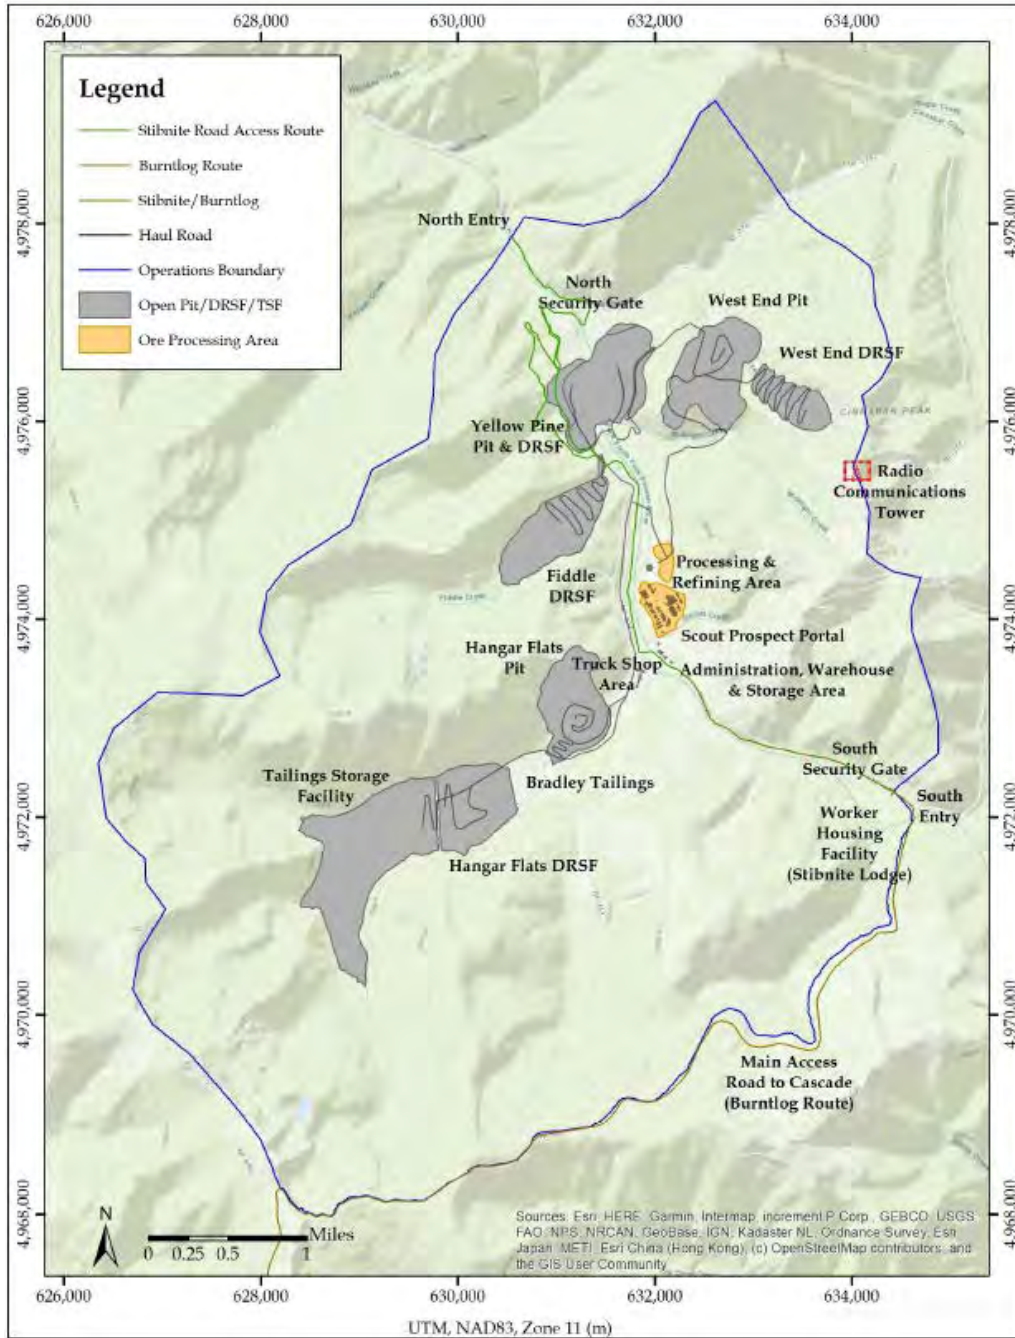 626,000
628,000
630,000
632,000
634,000
Legend
Stibnite Road Access Route
Burntlog Route
Stibnite/Burntlog
Haul Road
Operations Boundary
Open Pit/DRSF/TSF
Ore Processing Area
4,978,000
4,978,000
North Entry
North
Security Gate
West End Pit
West End DRSF
4,976,000
4,976,000
CINNABAR PEAK
Yellow Pine
Pit & DRSF
Radio
Communications
Tower
Fiddle
DRSF
Fiddle Creek
Processing &
Refining Area
4,974,000
4,974,000
Scout Prospect Portal
Hangar Flats
Pit
Truck Shop
Area
Administration, Warehouse
& Storage Area
South
Security Gate
Tailings Storage
Facility
Bradley Tailings
South
Entry
4,972,000
4,972,000
Worker
Housing
Facility
(Stibnite Lodge)
Hangar Flats DRSF
4,970,000
4,970,000
Main Access
Road to Cascade
(Burntlog Route)
4,968,000
4,968,000
N
Miles
0 0.25 0.5 1
Sources: Esri, HERE, Garmin, Intermap, increment P Corp., GEBCO, USGS,
FAO, NPS, NRCAN, GeoBase, IGN, Kadaster NL, Ordnance Survey, Esri
Japan, METI, Esri China (Hong Kong), (c) OpenStreetMap contributors, and
the GIS User Community
626,000
628,000
630,000
632,000
634,000
UTM, NAD83, Zone 11 (m)